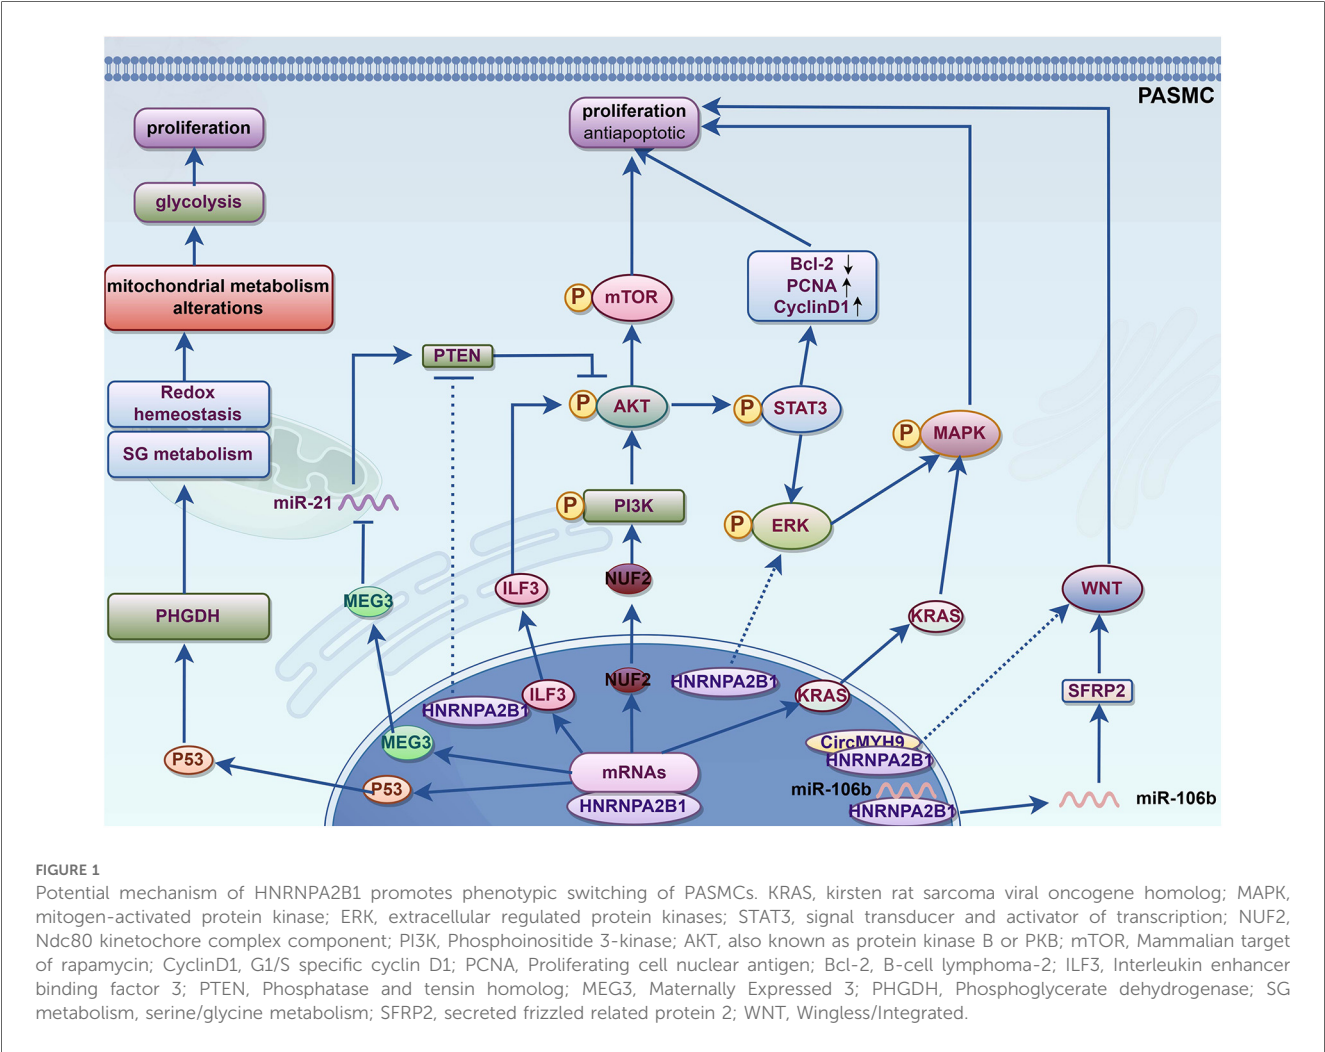 PASMC
proliferation
antiapoptotic
proliferation
glycolysis
mitochondrial metabolism
alterations
Bcl-2 ↓
PCNA ↑
CyclinD1 ↑
P mTOR
PTEN
Redox
hemeostasis
SG metabolism
P AKT
P STAT3
P MAPK
miR-21
P PI3K
P ERK
ILF3
NUF2
MEG3
PHGDH
WNT
KRAS
ILF3
NUF2
HNRNPA2B1
HNRNPA2B1
KRAS
SFRP2
MEG3
CircMYH9
HNRNPA2B1
P53
P53
mRNAs
HNRNPA2B1
miR-106b
HNRNPA2B1
miR-106b
FIGURE 1
Potential mechanism of HNRNPA2B1 promotes phenotypic switching of PASMCs. KRAS, kirsten rat sarcoma viral oncogene homolog; MAPK,
mitogen-activated protein kinase; ERK, extracellular regulated protein kinases; STAT3, signal transducer and activator of transcription; NUF2,
Ndc80 kinetochore complex component; PI3K, Phosphoinositide 3-kinase; AKT, also known as protein kinase B or PKB; mTOR, Mammalian target
of rapamycin; CyclinD1, G1/S specific cyclin D1; PCNA, Proliferating cell nuclear antigen; Bcl-2, B-cell lymphoma-2; ILF3, Interleukin enhancer
binding factor 3; PTEN, Phosphatase and tensin homolog; MEG3, Maternally Expressed 3; PHGDH, Phosphoglycerate dehydrogenase; SG
metabolism, serine/glycine metabolism; SFRP2, secreted frizzled related protein 2; WNT, Wingless/Integrated.